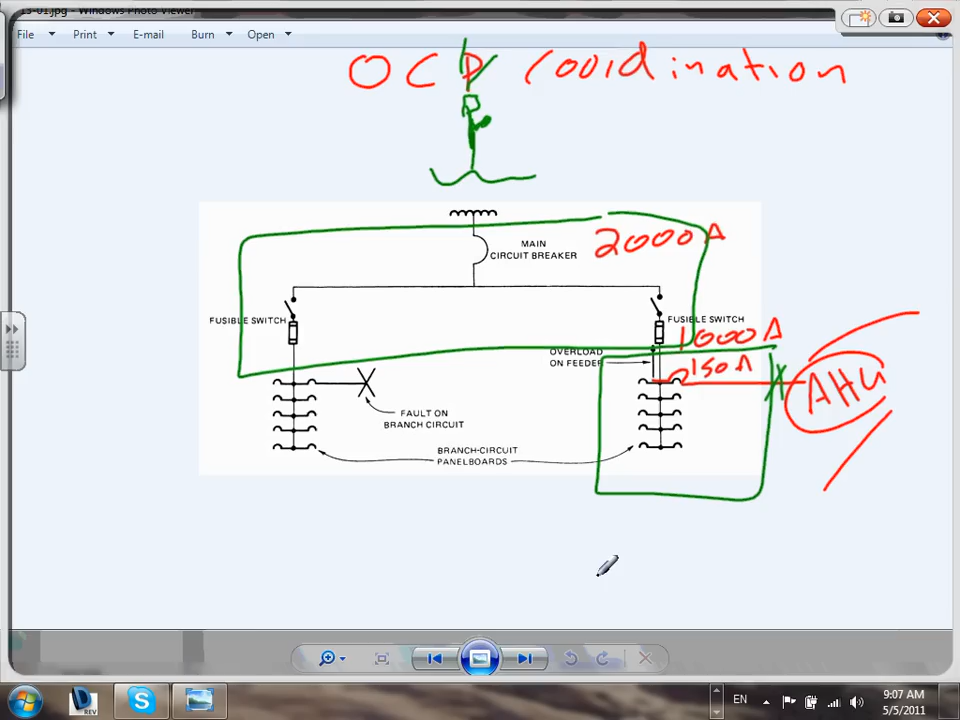 15-01.jpg - Windows Photo Viewer
File Print E-mail Burn Open
OCP Coordination
MAIN
CIRCUIT BREAKER
2000A
FUSIBLE SWITCH
FUSIBLE SWITCH
1000A
OVERLOAD
ON FEEDER
150A
AHU
FAULT ON
BRANCH CIRCUIT
BRANCH-CIRCUIT
PANELBOARDS
REV
EN
9:07 AM
5/5/2011